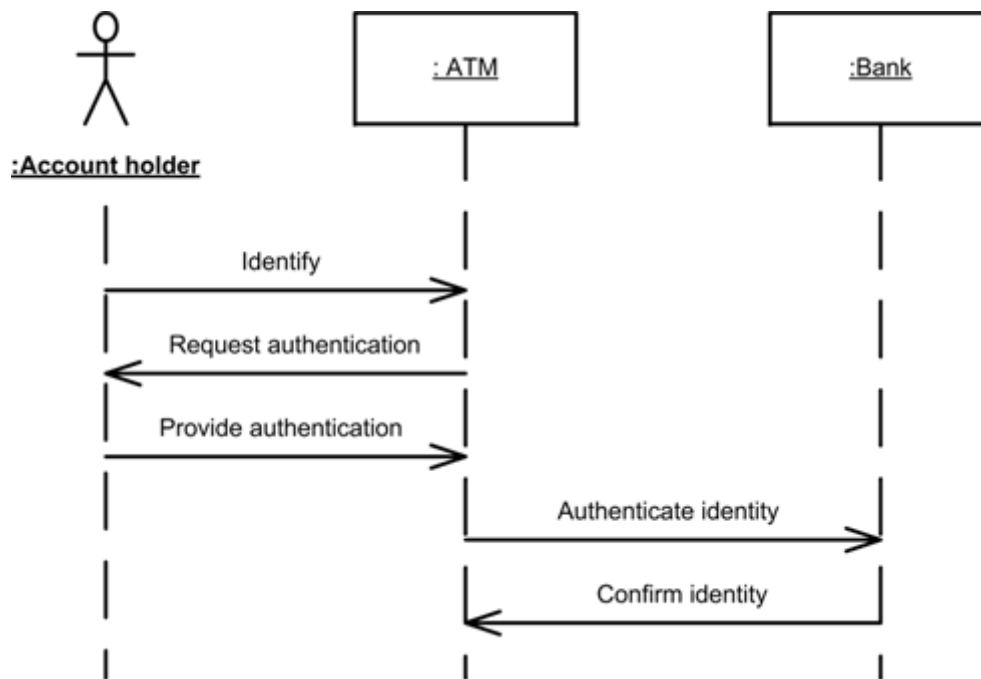 : ATM
:Bank
:Account holder
Identify
Request authentication
Provide authentication
Authenticate identity
Confirm identity